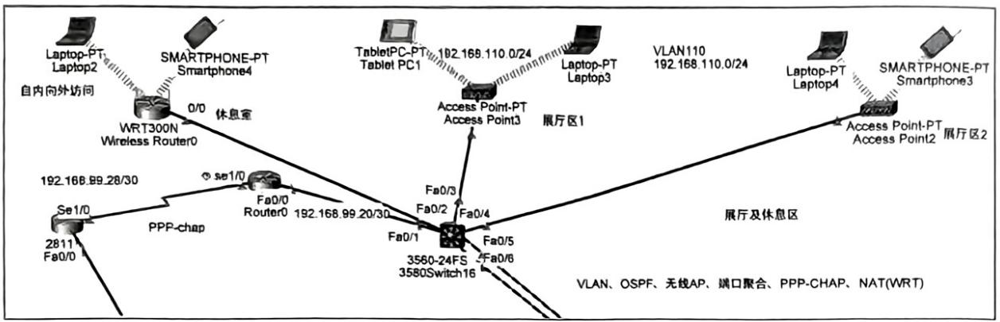 Laptop-PT
Laptop2
SMARTPHONE-PT
Smartphone4
自内向外访问
0/0
休息室
WRT300N
Wireless Router0
TabletPC-PT
Tablet PC1
192.168.110.0/24
Laptop-PT
Laptop3
Access Point-PT
Access Point3
展厅区1
VLAN110
192.168.110.0/24
Laptop-PT
Laptop4
SMARTPHONE-PT
Smartphone3
Access Point-PT
Access Point2
展厅区2
192.168.99.28/30
se1/0
Fa0/0
Router0
192.168.99.20/30
Se1/0
PPP-chap
2811
Fa0/0
Fa0/3
Fa0/2
Fa0/4
Fa0/1
Fa0/5
Fa0/6
3560-24FS
3580Switch16
展厅及休息区
VLAN、OSPF、无线AP、端口聚合、PPP-CHAP、NAT(WRT)